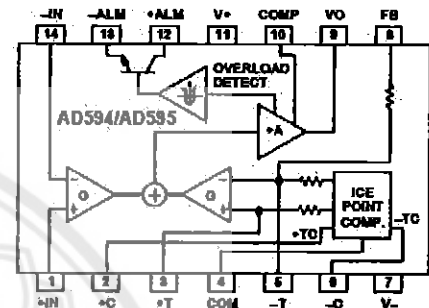 –IN –ALM +ALM V+ COMP VO FB
14 13 12 11 10 9 8
OVERLOAD
DETECT
AD594/AD595
+A
– –
G + G
+ +
ICE
POINT
COMP.
–TC
+TC
1 2 3 4 5 6 7
+IN +C +T COM –T –C V–